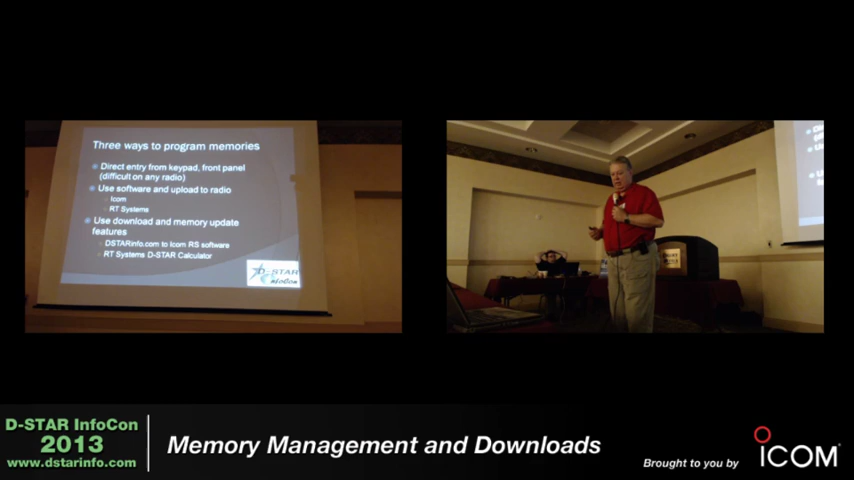 Three ways to program memories
Direct entry from keypad, front panel
(difficult on any radio)
Use software and upload to radio
Icom
RT Systems
Use download and memory update
features
DSTARinfo.com to Icom RS software
RT Systems D-STAR Calculator
D-STAR
InfoCon
D-STAR InfoCon
2013
www.dstarinfo.com
Memory Management and Downloads
Brought to you by
ICOM